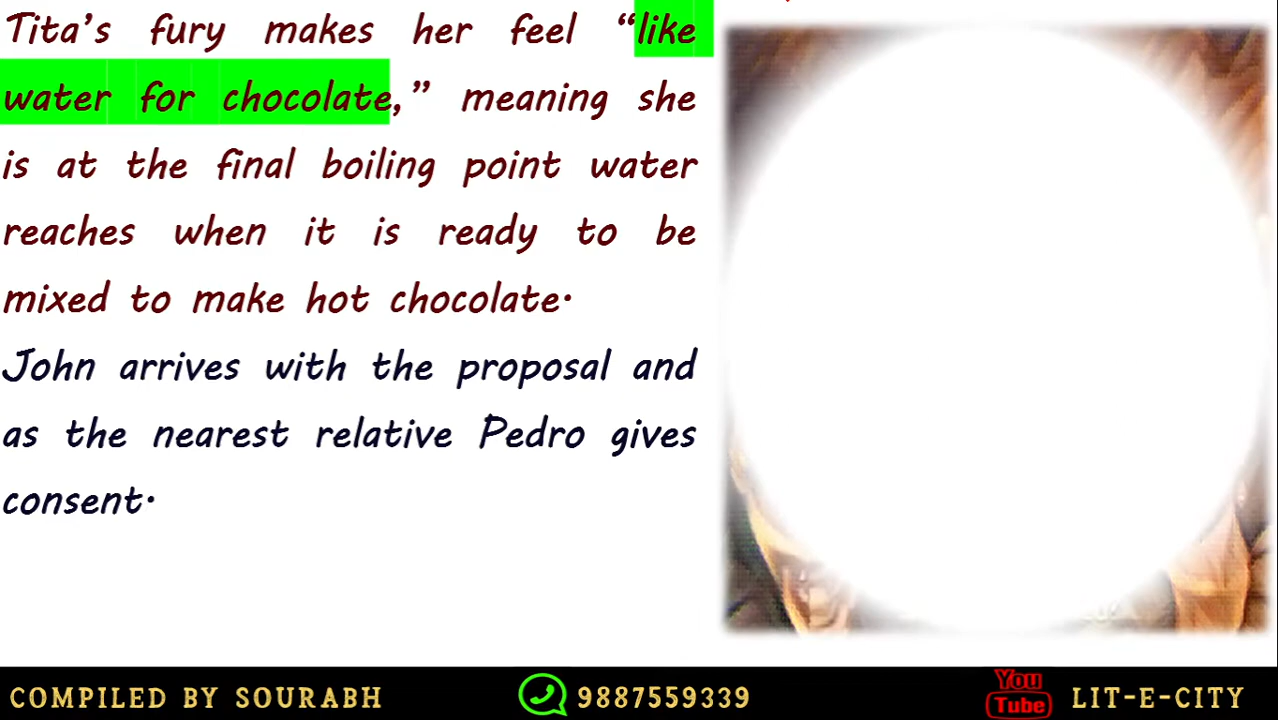 Tita’s fury makes her feel “like
water for chocolate,” meaning she
is at the final boiling point water
reaches when it is ready to be
mixed to make hot chocolate.
John arrives with the proposal and
as the nearest relative Pedro gives
consent.
COMPILED BY SOURABH 9887559339 You Tube LIT-E-CITY